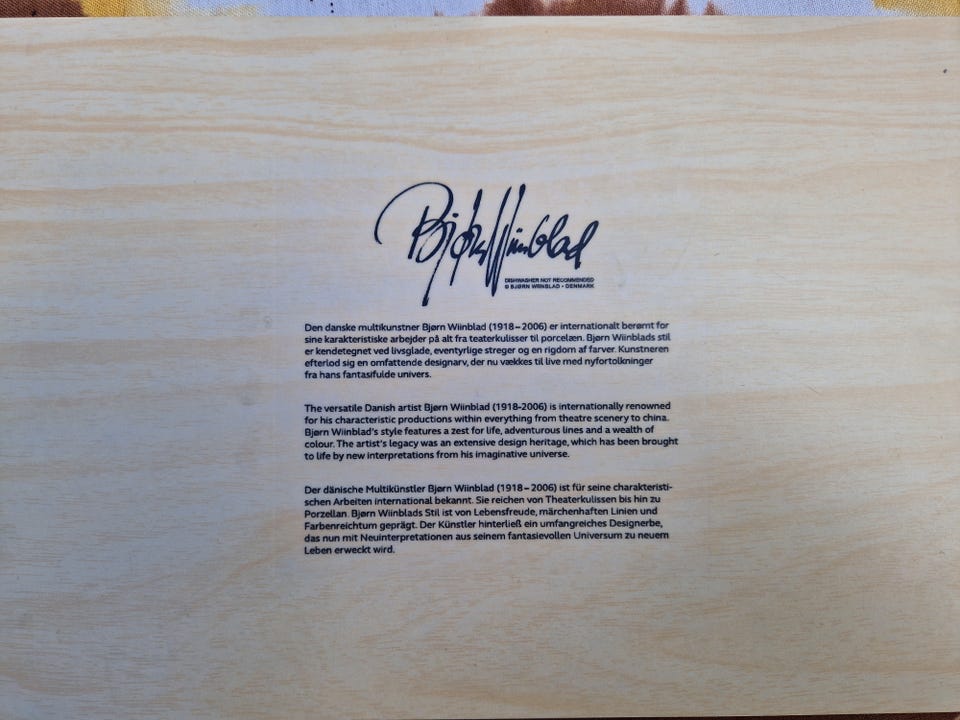 Bjørn Wiinblad
DISHWASHER NOT RECOMMENDED
© BJØRN WIINBLAD - DENMARK
Den danske multikunstner Bjørn Wiinblad (1918 – 2006) er internationalt berømt for
sine karakteristiske arbejder på alt fra teaterkulisser til porcelæn. Bjørn Wiinblads stil
er kendetegnet ved livsglade, eventyrlige streger og en rigdom af farver. Kunstneren
efterlod sig en omfattende designarv, der nu vækkes til live med nyfortolkninger
fra hans fantasifulde univers.
The versatile Danish artist Bjørn Wiinblad (1918-2006) is internationally renowned
for his characteristic productions within everything from theatre scenery to china.
Bjørn Wiinblad's style features a zest for life, adventurous lines and a wealth of
colour. The artist's legacy was an extensive design heritage, which has been brought
to life by new interpretations from his imaginative universe.
Der dänische Multikünstler Bjørn Wiinblad (1918 – 2006) ist für seine charakteristi-
schen Arbeiten international bekannt. Sie reichen von Theaterkulissen bis hin zu
Porzellan. Bjørn Wiinblads Stil ist von Lebensfreude, märchenhaften Linien und
Farbenreichtum geprägt. Der Künstler hinterließ ein umfangreiches Designerbe,
das nun mit Neuinterpretationen aus seinem fantasievollen Universum zu neuem
Leben erweckt wird.